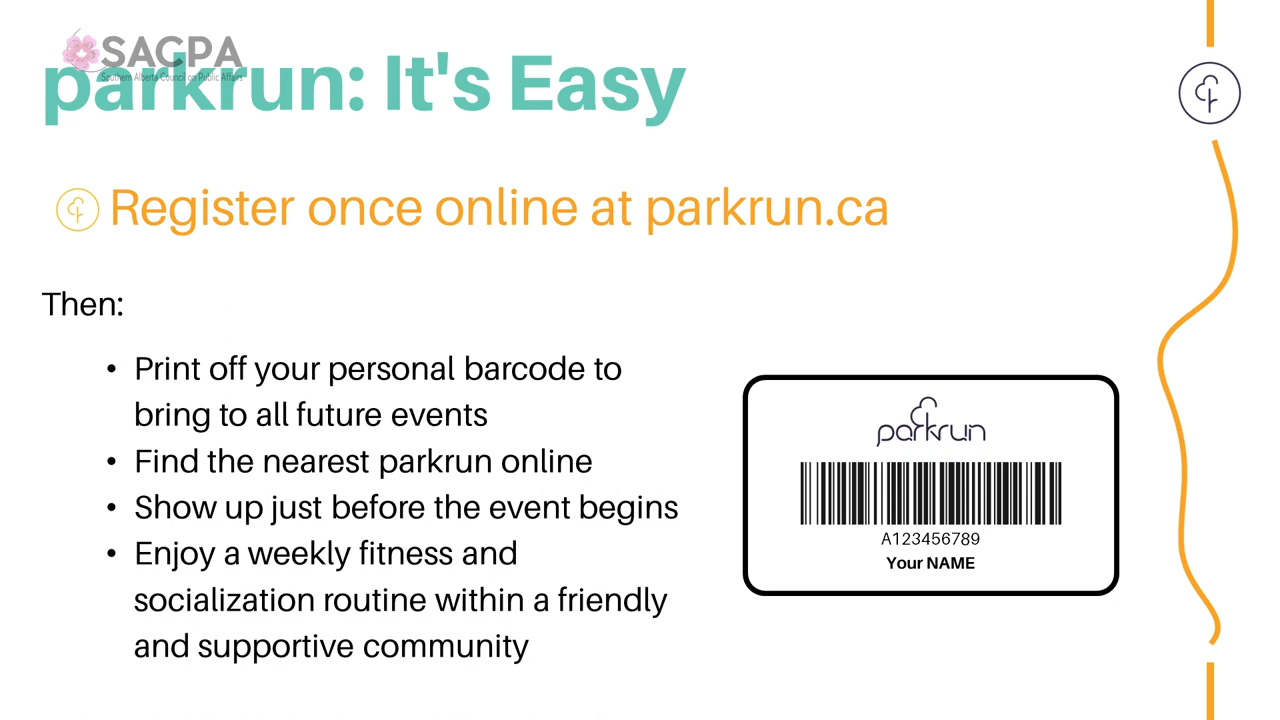 SACPA
Southern Alberta Council on Public Affairs
parkrun: It's Easy
Register once online at parkrun.ca
Then:
• Print off your personal barcode to
bring to all future events
• Find the nearest parkrun online
• Show up just before the event begins
• Enjoy a weekly fitness and
socialization routine within a friendly
and supportive community
parkrun
A123456789
Your NAME